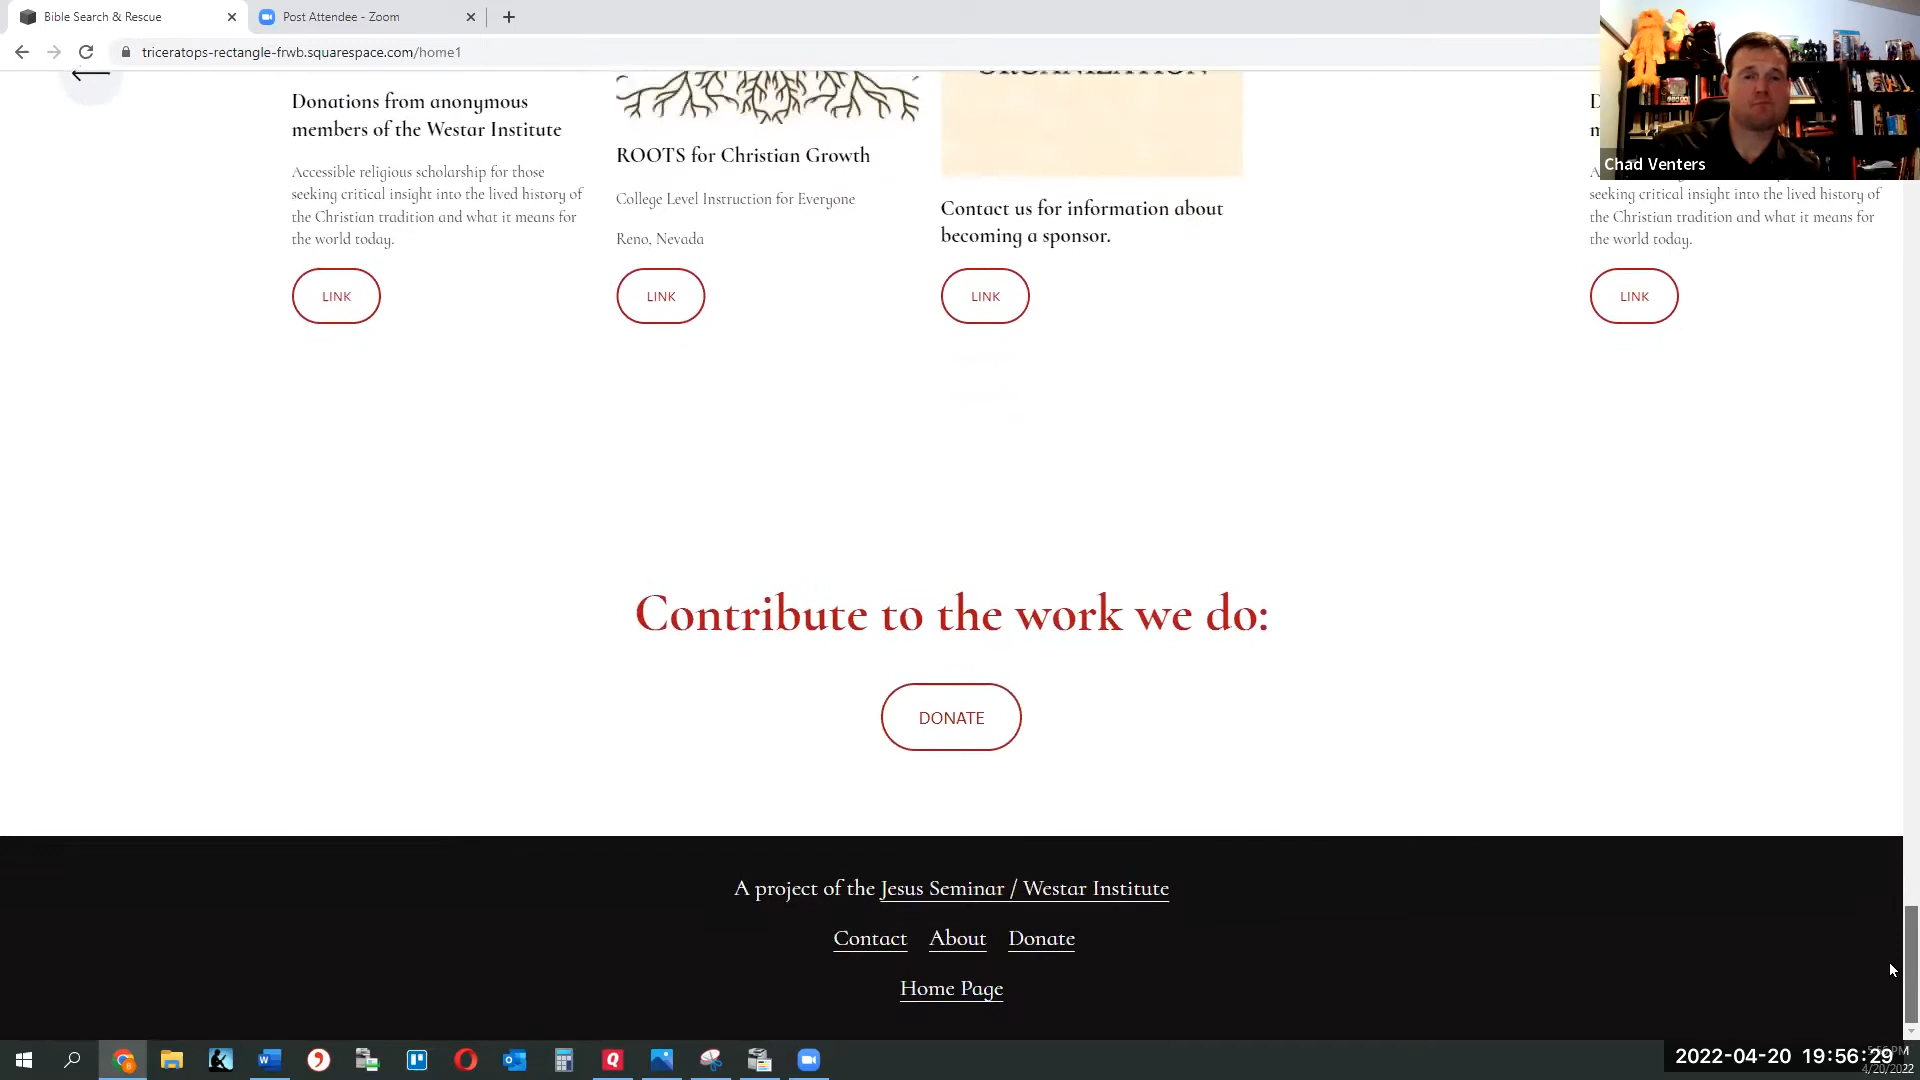 Bible Search & Rescue
Post Attendee - Zoom
triceratops-rectangle-frwb.squarespace.com/home1
Chad Venters
Donations from anonymous
members of the Westar Institute
Accessible religious scholarship for those
seeking critical insight into the lived history of
the Christian tradition and what it means for
the world today.
LINK
ROOTS for Christian Growth
College Level Instruction for Everyone
Reno, Nevada
LINK
ORGANIZATION
Contact us for information about
becoming a sponsor.
LINK
seeking critical insight into the lived history of
the Christian tradition and what it means for
the world today.
LINK
Contribute to the work we do:
DONATE
A project of the Jesus Seminar / Westar Institute
Contact About Donate
Home Page
2022-04-20 19:56:29
4/20/2022